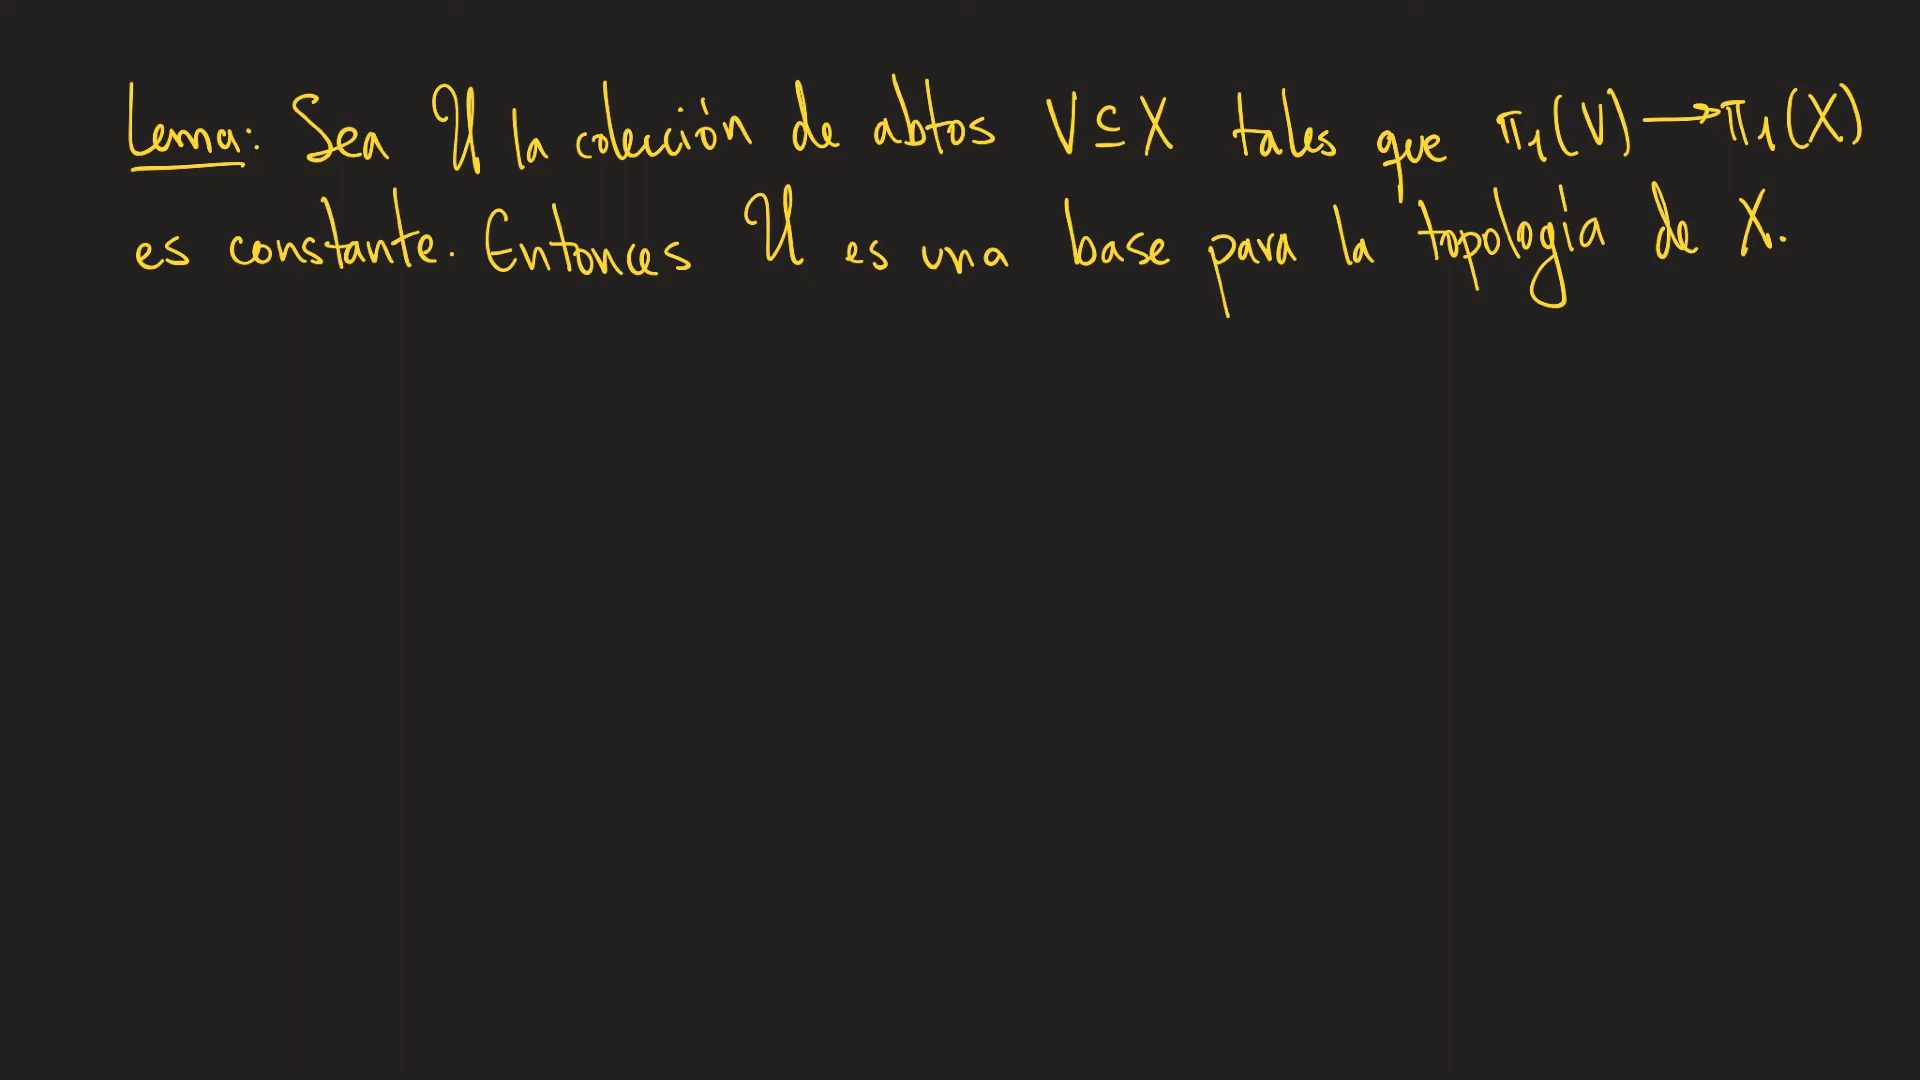 Lema: Sea 𝒰 la colección de abtos V ⊆ X tales que π₁(V) → π₁(X)
es constante. Entonces 𝒰 es una base para la topología de X.